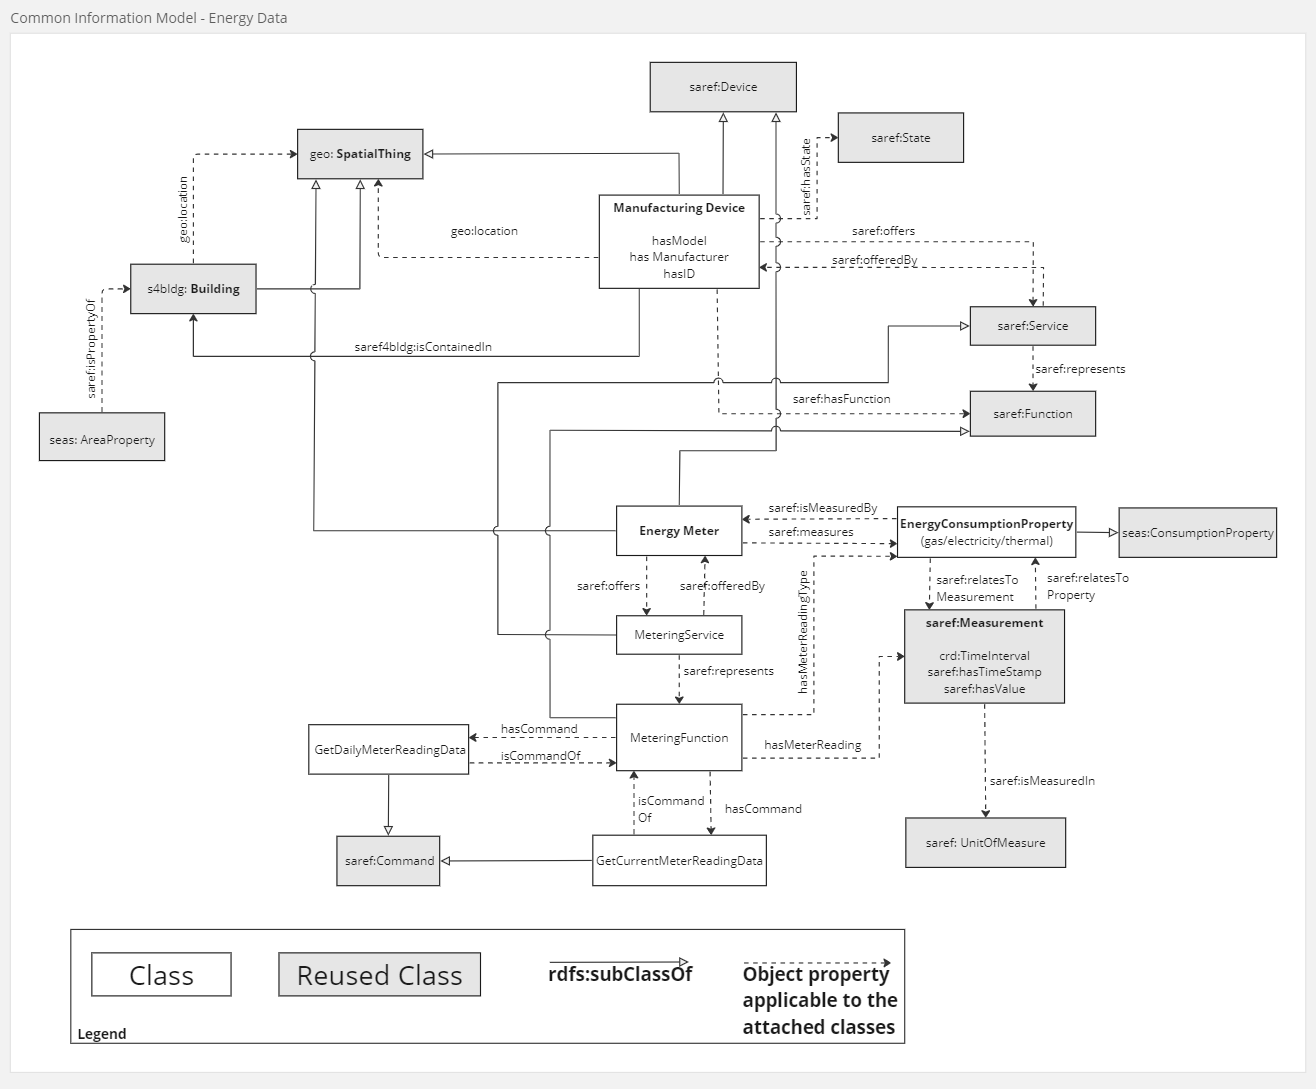 Common Information Model - Energy Data
saref:Device
saref:State
saref:hasState
geo: SpatialThing
geo:location
geo:location
Manufacturing Device
hasModel
has Manufacturer
hasID
saref:offers
saref:offeredBy
s4bldg: Building
saref:isPropertyOf
saref4bldg:isContainedIn
saref:Service
saref:represents
saref:hasFunction
saref:Function
seas: AreaProperty
Energy Meter
saref:isMeasuredBy
saref:measures
EnergyConsumptionProperty
(gas/electricity/thermal)
seas:ConsumptionProperty
saref:offers
saref:offeredBy
saref:relatesTo
Measurement
saref:relatesTo
Property
hasMeterReadingType
MeteringService
saref:Measurement
crd:TimeInterval
saref:hasTimeStamp
saref:hasValue
saref:represents
MeteringFunction
hasCommand
isCommandOf
GetDailyMeterReadingData
hasMeterReading
saref:isMeasuredIn
isCommand
Of
hasCommand
saref:Command
GetCurrentMeterReadingData
saref: UnitOfMeasure
Class
Reused Class
rdfs:subClassOf
Object property
applicable to the
attached classes
Legend